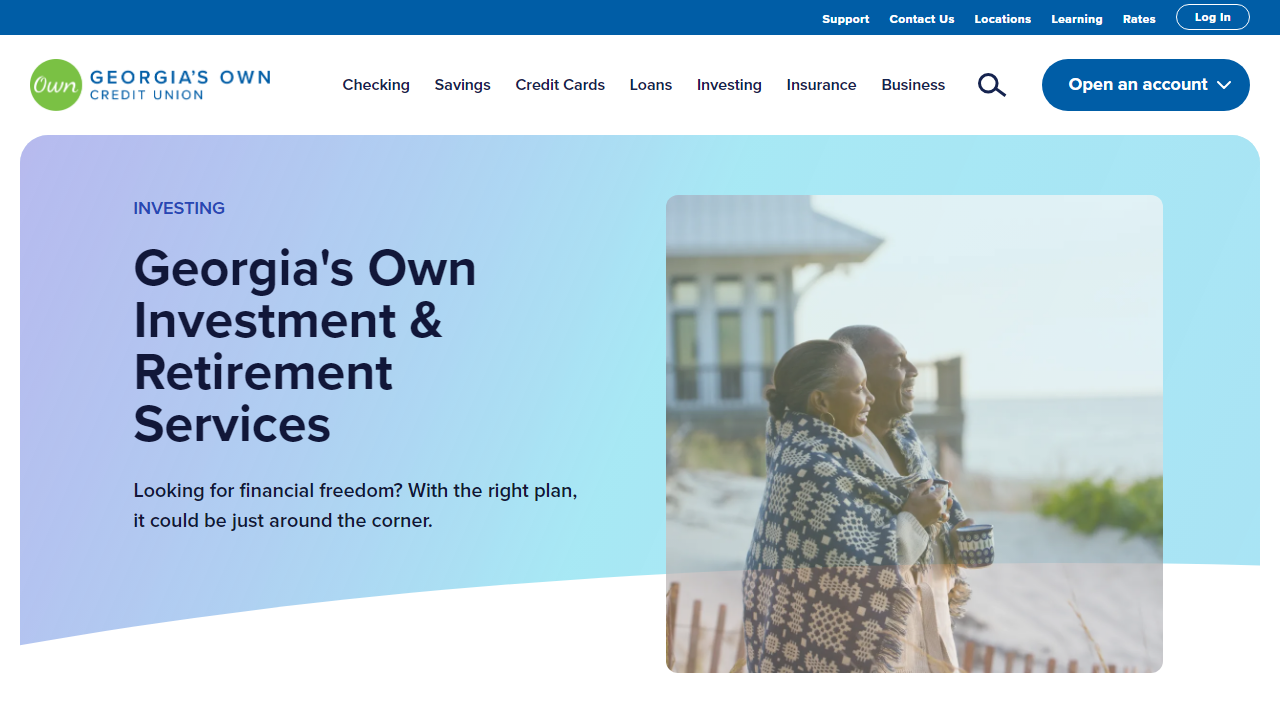 Support Contact Us Locations Learning Rates Log In
Own GEORGIA'S OWN
CREDIT UNION
Checking Savings Credit Cards Loans Investing Insurance Business Open an account
INVESTING
Georgia's Own
Investment &
Retirement
Services
Looking for financial freedom? With the right plan,
it could be just around the corner.